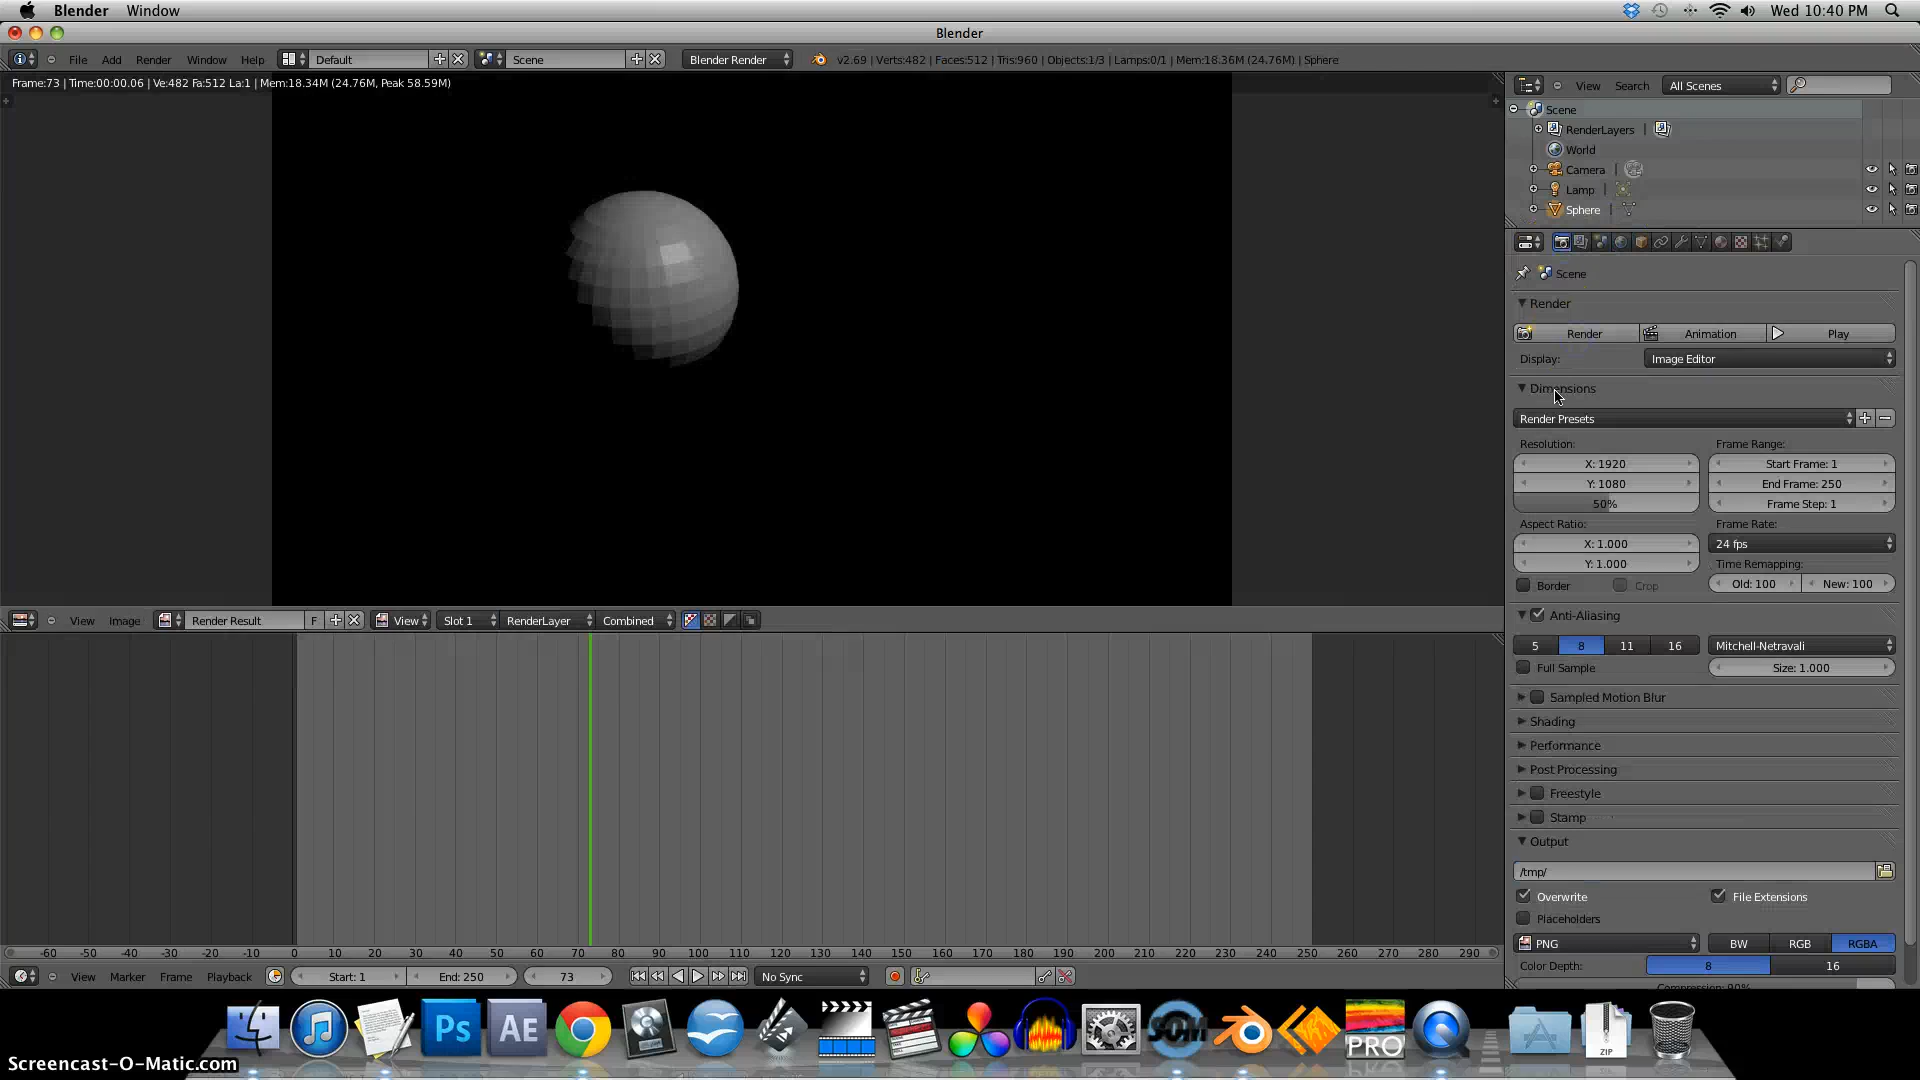 Blender Window Wed 10:40 PM
Blender
File Add Render Window Help Default Scene Blender Render v2.69 | Verts:482 | Faces:512 | Tris:960 | Objects:1/3 | Lamps:0/1 | Mem:18.36M (24.76M) | Sphere
Frame:73 | Time:00:00.06 | Ve:482 Fa:512 La:1 | Mem:18.34M (24.76M, Peak 58.59M)
View Search All Scenes
Scene
RenderLayers
World
Camera
Lamp
Sphere
Scene
Render
Render Animation Play
Display: Image Editor
Dimensions
Render Presets
Resolution: Frame Range:
X: 1920 Start Frame: 1
Y: 1080 End Frame: 250
50% Frame Step: 1
Aspect Ratio: Frame Rate:
X: 1.000 24 fps
Y: 1.000 Time Remapping:
Border Crop Old: 100 New: 100
Anti-Aliasing
5 8 11 16 Mitchell-Netravali
Full Sample Size: 1.000
Sampled Motion Blur
Shading
Performance
Post Processing
Freestyle
Stamp
Output
/tmp/
Overwrite File Extensions
Placeholders
PNG BW RGB RGBA
Color Depth: 8 16
Compression: 90%
View Image Render Result F View Slot 1 RenderLayer Combined
-60 -50 -40 -30 -20 -10 0 10 20 30 40 50 60 70 80 90 100 110 120 130 140 150 160 170 180 190 200 210 220 230 240 250 260 270 280 290
View Marker Frame Playback Start: 1 End: 250 73 No Sync
Ps AE SOM PRO ZIP
Screencast-O-Matic.com